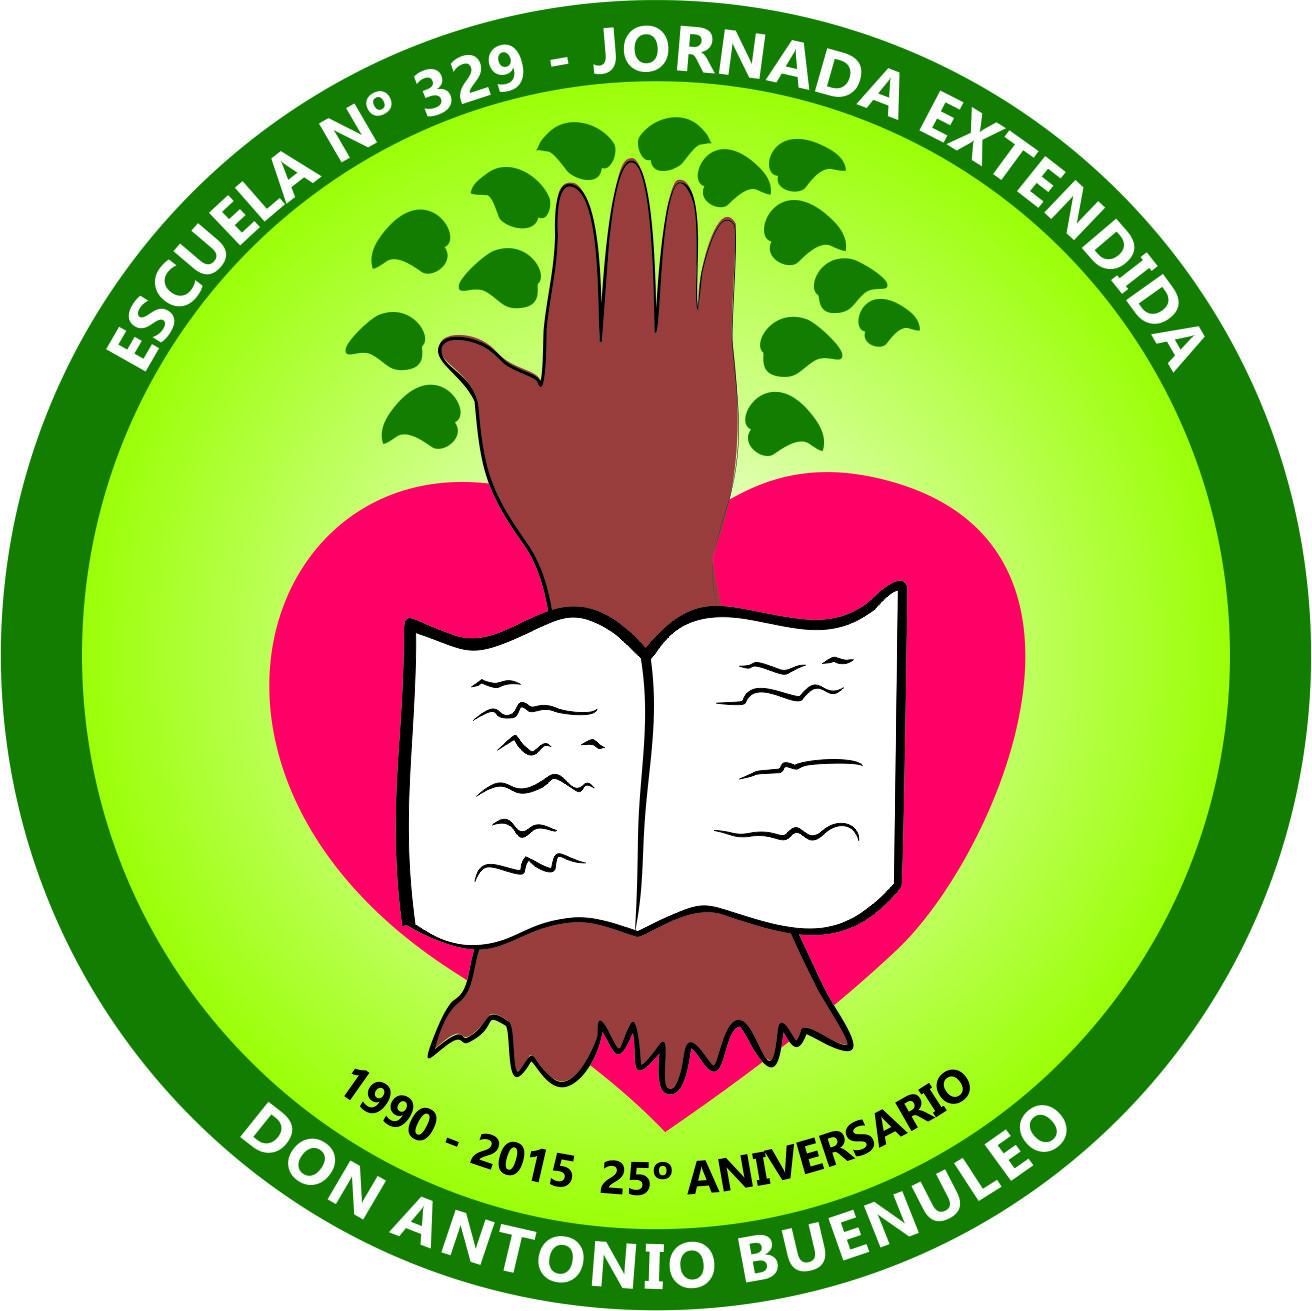 ESCUELA Nº 329 - JORNADA EXTENDIDA
1990 - 2015 25º ANIVERSARIO
DON ANTONIO BUENULEO